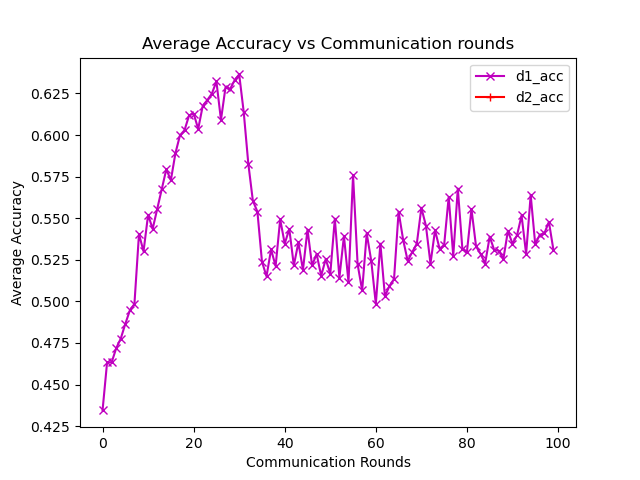 Average Accuracy vs Communication rounds
d1_acc
d2_acc
0.625
0.600
0.575
0.550
0.525
0.500
0.475
0.450
0.425
Average Accuracy
0 20 40 60 80 100
Communication Rounds